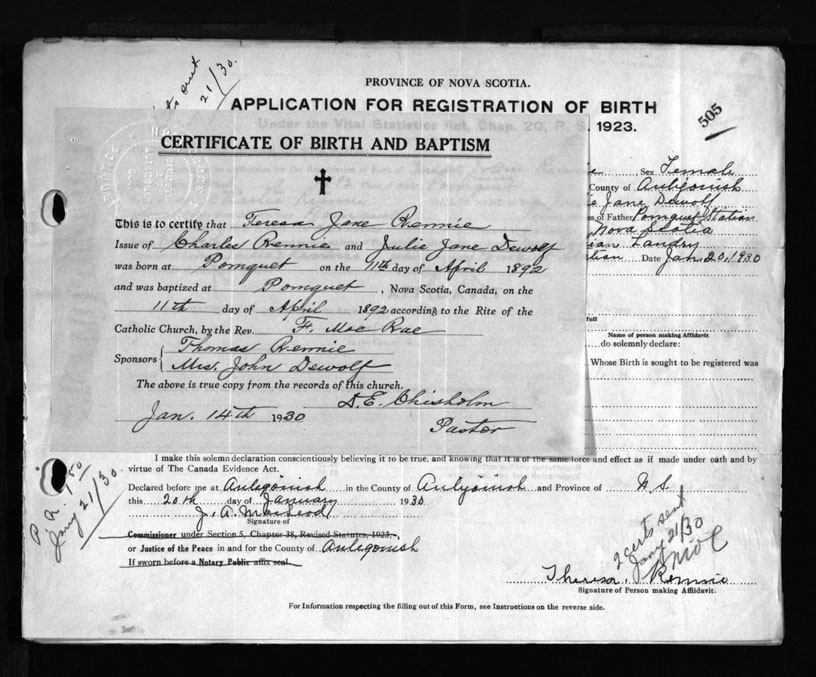 PROVINCE OF NOVA SCOTIA.
APPLICATION FOR REGISTRATION OF BIRTH
Under the Vital Statistics Act, Chap. 20, R. S. 1923.
505
21/30.
CERTIFICATE OF BIRTH AND BAPTISM
This is to certify that Teresa Jane Rennie
Issue of Charles Rennie and Julie Jane Dewolf
was born at Pomquet on the 11th day of April 1892
and was baptized at Pomquet, Nova Scotia, Canada, on the
11th day of April 1892 according to the Rite of the
Catholic Church, by the Rev. F. Mac Rae
Sponsors { Thomas Rennie
Mrs. John Dewolf
The above is true copy from the records of this church.
D.E. Chisholm
Jan. 14th 1930
Pastor
Sex Female
County of Antigonish
Jane Dewolf
of Father Pomquet Station
Nova Scotia
Landry
Date Jan. 20, 1930
full
Name of person making Affidavit
do solemnly declare:
Whose Birth is sought to be registered was
I make this solemn declaration conscientiously believing it to be true, and knowing that it is of the same force and effect as if made under oath and by
virtue of The Canada Evidence Act.
Declared before me at Antigonish in the County of Antigonish and Province of N.S.
this 20th day of January 1930
J. A. MacLeod
Signature of
Commissioner under Section 5, Chapter 38, Revised Statutes, 1923,
or Justice of the Peace in and for the County of Antigonish
If sworn before a Notary Public affix seal
P.N. 150
Jany 21/30.
2 certs sent
Jany 21/30
Theresa Rennie
Signature of Person making Affidavit.
For Information respecting the filling out of this Form, see Instructions on the reverse side.